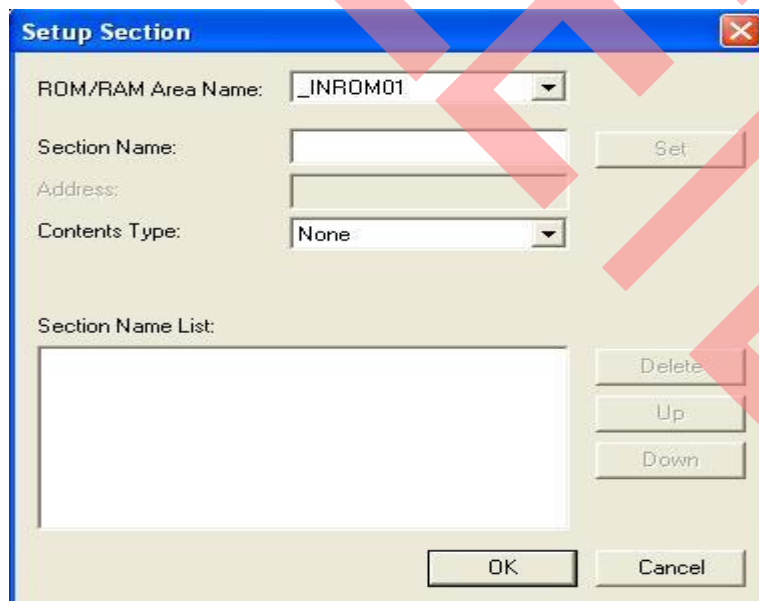 Setup Section
ROM/RAM Area Name: _INROM01
Section Name: Set
Address:
Contents Type: None
Section Name List:
Delete
Up
Down
OK Cancel